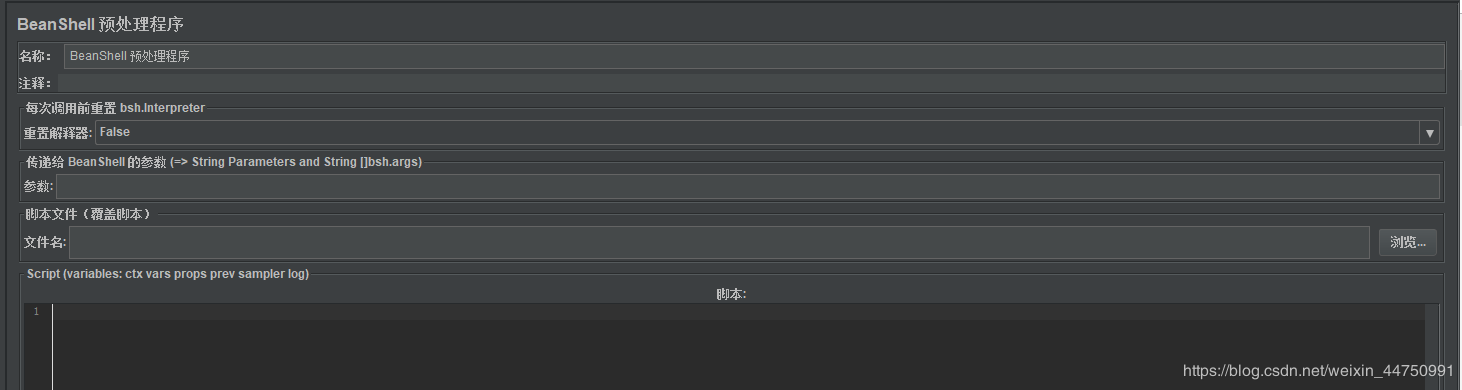 BeanShell 预处理程序
名称： BeanShell 预处理程序
注释：
每次调用前重置 bsh.Interpreter
重置解释器: False
传递给 BeanShell 的参数 (=> String Parameters and String []bsh.args)
参数:
脚本文件（覆盖脚本）
文件名: 浏览...
Script (variables: ctx vars props prev sampler log)
脚本:
1
https://blog.csdn.net/weixin_44750991